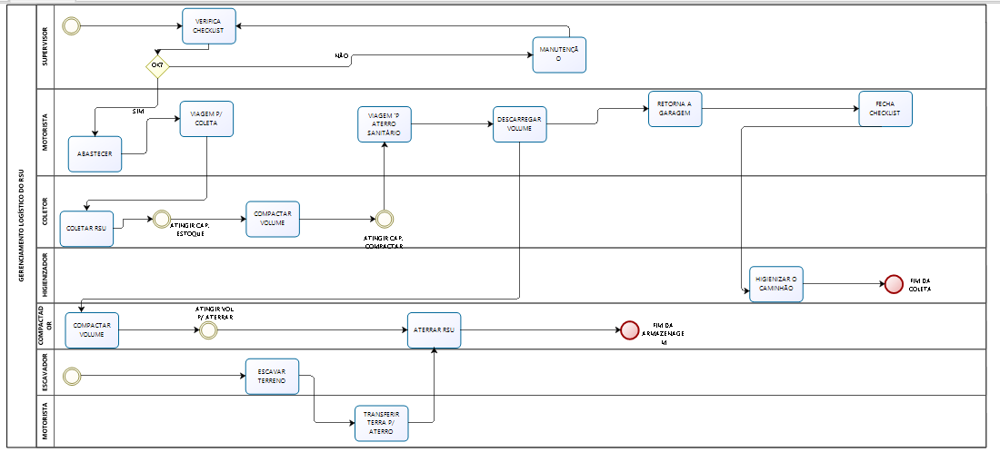 GERENCIAMENTO LOGÍSTICO DO RSU
SUPERVISOR
VERIFICA
CHECKLIST
OK?
NÃO
MANUTENÇÃ
O
MOTORISTA
SIM
ABASTECER
VIAGEM P/
COLETA
VIAGEM 'P
ATERRO
SANITÁRIO
DESCARREGAR
VOLUME
RETORNA A
GARAGEM
FECHA
CHECKLIST
COLETOR
COLETAR RSU
ATINGIR CAP.
ESTOQUE
COMPACTAR
VOLUME
ATINGIR CAP.
COMPACTAR
HIGIENIZADOR
HIGIENIZAR O
CAMINHÃO
FIM DA
COLETA
COMPACTAD
OR
COMPACTAR
VOLUME
ATINGIR VOL
P/ ATERRAR
ATERRAR RSU
FIM DA
ARMAZENAGE
M
ESCAVADOR
ESCAVAR
TERRENO
MOTORISTA
TRANSFERIR
TERRA P/
ATERRO